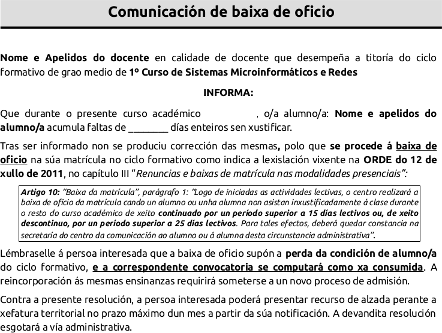 Comunicación de baixa de oficio
Nome e Apelidos do docente en calidade de docente que desempeña a titoría do ciclo
formativo de grao medio de 1º Curso de Sistemas Microinformáticos e Redes
INFORMA:
Que durante o presente curso académico , o/a alumno/a: Nome e apelidos do
alumno/a acumula faltas de ________ días enteiros sen xustificar.
Tras ser informado non se produciu corrección das mesmas, polo que se procede á baixa de
oficio na súa matrícula no ciclo formativo como indica a lexislación vixente na ORDE do 12 de
xullo de 2011, no capítulo III "Renuncias e baixas de matrícula nas modalidades presenciais":
Artigo 10: "Baixa da matrícula", parágrafo 1: "Logo de iniciadas as actividades lectivas, o centro realizará a
baixa de oficio da matrícula cando un alumno ou unha alumna non asistan inxustificadamente á clase durante
o resto do curso académico de xeito continuado por un período superior a 15 días lectivos ou, de xeito
descontinuo, por un período superior a 25 días lectivos. Para tales efectos, deberá quedar constancia na
secretaría do centro da comunicación ao alumno ou á alumna desta circunstancia administrativa".
Lémbraselle á persoa interesada que a baixa de oficio supón a perda da condición de alumno/a
do ciclo formativo, e a correspondente convocatoria se computará como xa consumida. A
reincorporación ás mesmas ensinanzas requirirá someterse a un novo proceso de admisión.
Contra a presente resolución, a persoa interesada poderá presentar recurso de alzada perante a
xefatura territorial no prazo máximo dun mes a partir da súa notificación. A devandita resolución
esgotará a vía administrativa.